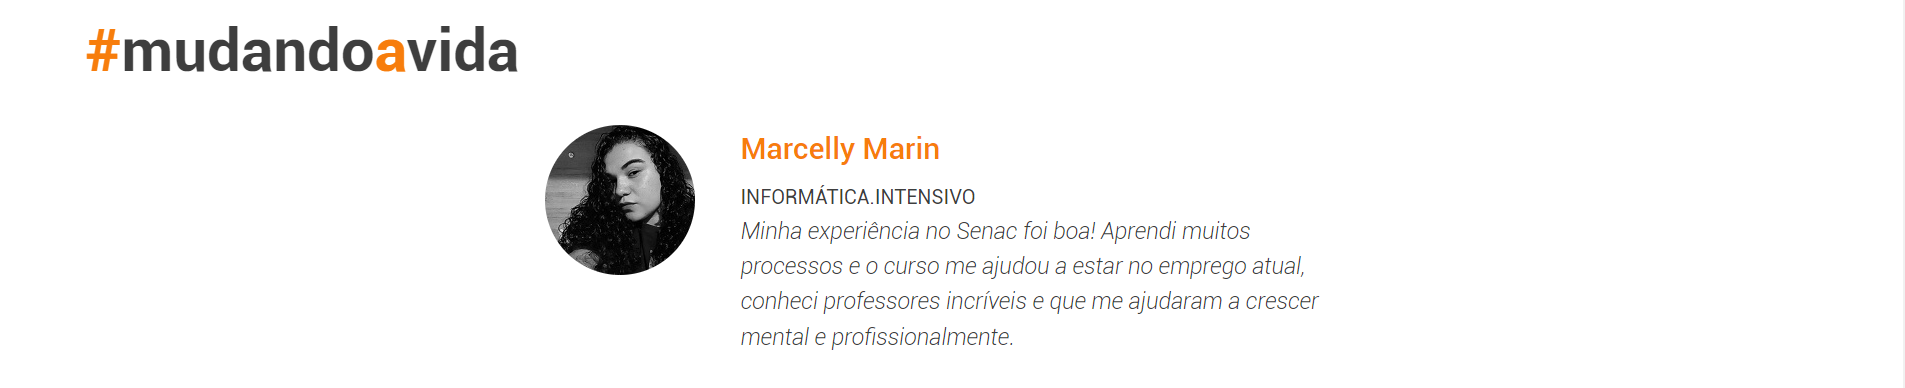 #mudandoavida
Marcelly Marin
INFORMÁTICA.INTENSIVO
Minha experiência no Senac foi boa! Aprendi muitos
processos e o curso me ajudou a estar no emprego atual,
conheci professores incríveis e que me ajudaram a crescer
mental e profissionalmente.